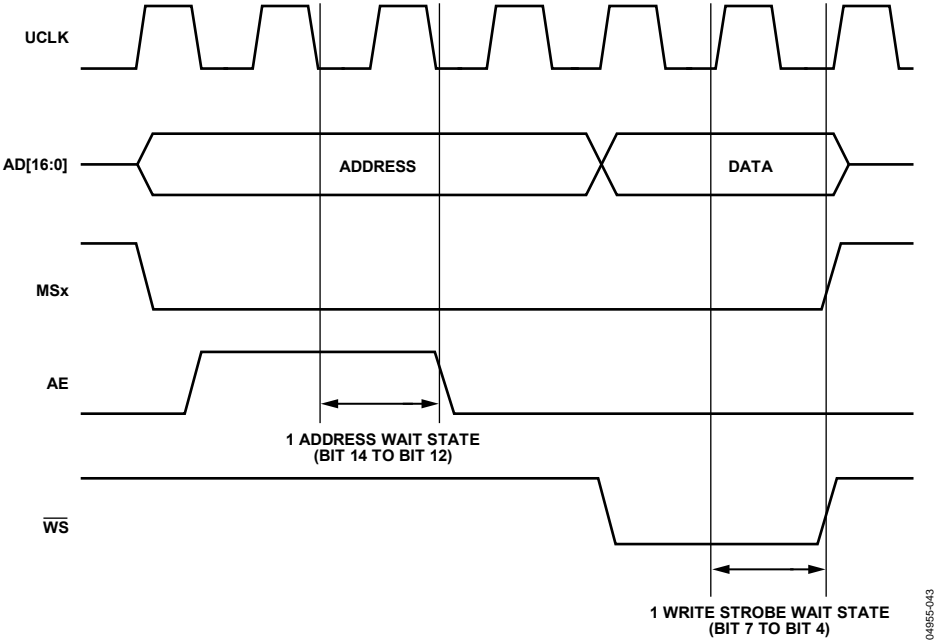 UCLK
AD[16:0]
ADDRESS
DATA
MSx
AE
1 ADDRESS WAIT STATE
(BIT 14 TO BIT 12)
WS
1 WRITE STROBE WAIT STATE
(BIT 7 TO BIT 4)
04955-043